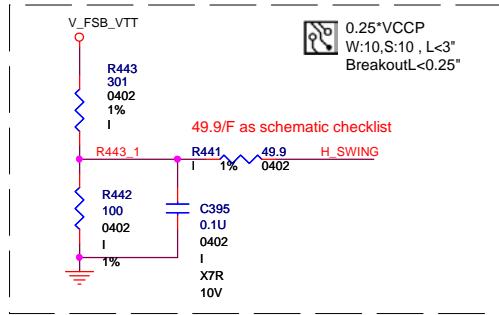 V_FSB_VTT
0.25*VCCP
W:10,S:10 , L<3"
BreakoutL<0.25"
R443
301
0402
1%
I
49.9/F as schematic checklist
R443_1
R441
49.9
H_SWING
I
1%
0402
R442
100
0402
I
1%
C395
0.1U
0402
I
X7R
10V